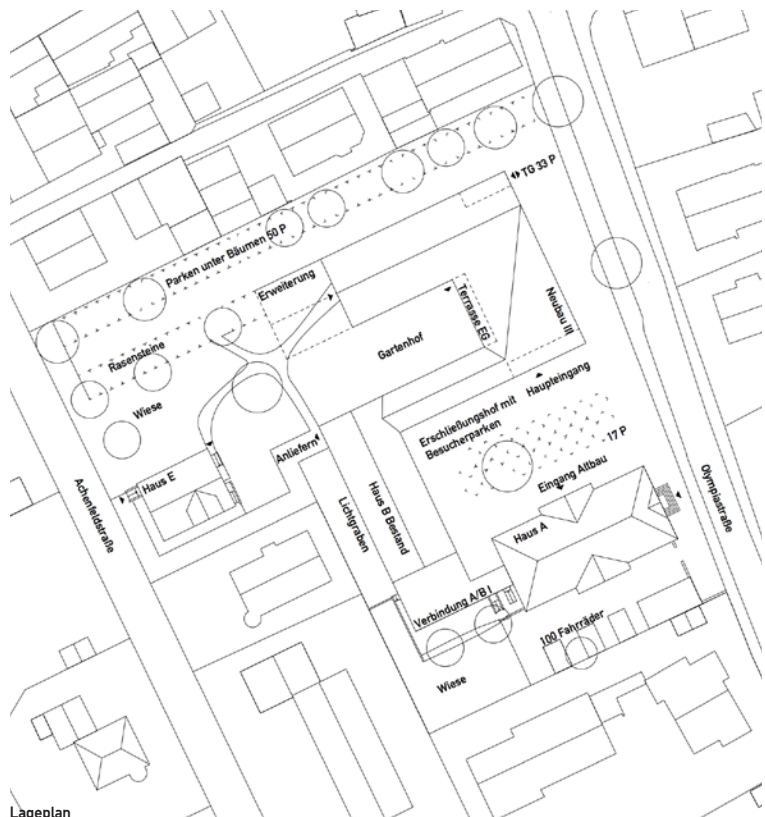 TG 33 P
Parken unter Bäumen 50 P
Erweiterung
Terrasse EG
Neubau III
Gartenhof
Rasensteine
Haupteingang
Wiese
Erschließungshof mit
Besucherparken
17 P
Anliefern
Eingang Altbau
Haus E
Haus B Bestand
Achenfeldstraße
Lichtgraben
Haus A
Olympiastraße
Verbindung A/B I
100 Fahrräder
Wiese
Lageplan